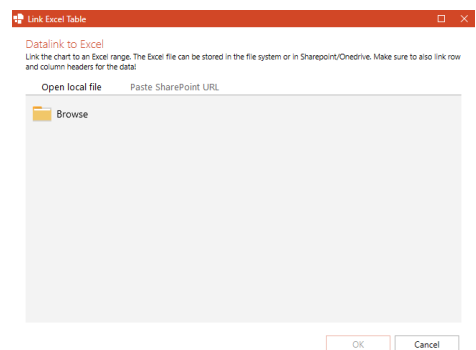 Link Excel Table
Datalink to Excel
Link the chart to an Excel range. The Excel file can be stored in the file system or in Sharepoint/Onedrive. Make sure to also link row
and column headers for the data!
Open local file Paste SharePoint URL
Browse
OK Cancel